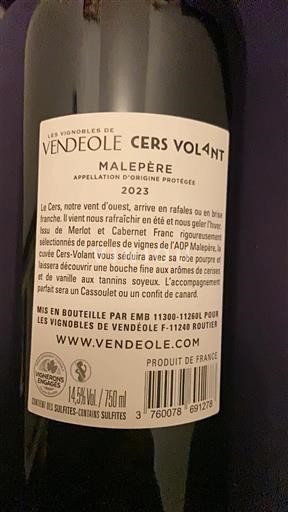 LES VIGNOBLES DE
VENDEOLE CERS VOLANT
MALEPÈRE
APPELLATION D'ORIGINE PROTÉGÉE
2023
Le Cers, notre vent d'ouest, arrive en rafales ou en brise
franche. Il vient nous rafraîchir en été et nous geler l'hiver.
Issu de Merlot et Cabernet Franc rigoureusement
sélectionnés de parcelles de vignes de l'AOP Malepère, la
cuvée Cers-Volant vous séduira avec sa robe pourpre et
laissera découvrir une bouche fine aux arômes de cerises
et de vanille aux tannins soyeux. L'accompagnement
parfait sera un Cassoulet ou un confit de canard.
MIS EN BOUTEILLE PAR EMB 11300-11260L POUR
LES VIGNOBLES DE VENDÉOLE F-11240 ROUTIER
WWW.VENDEOLE.COM
PRODUIT DE FRANCE
VIGNERONS
ENGAGÉS
14,5% Vol. / 750 ml
CONTIENT DES SULFITES-CONTAINS SULFITES
3 760078 691278